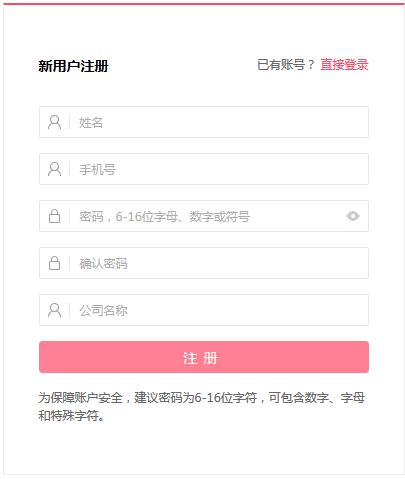 新用户注册
已有账号？ 直接登录
姓名
手机号
密码，6-16位字母、数字或符号
确认密码
公司名称
注 册
为保障账户安全，建议密码为6-16位字符，可包含数字、字母
和特殊字符。